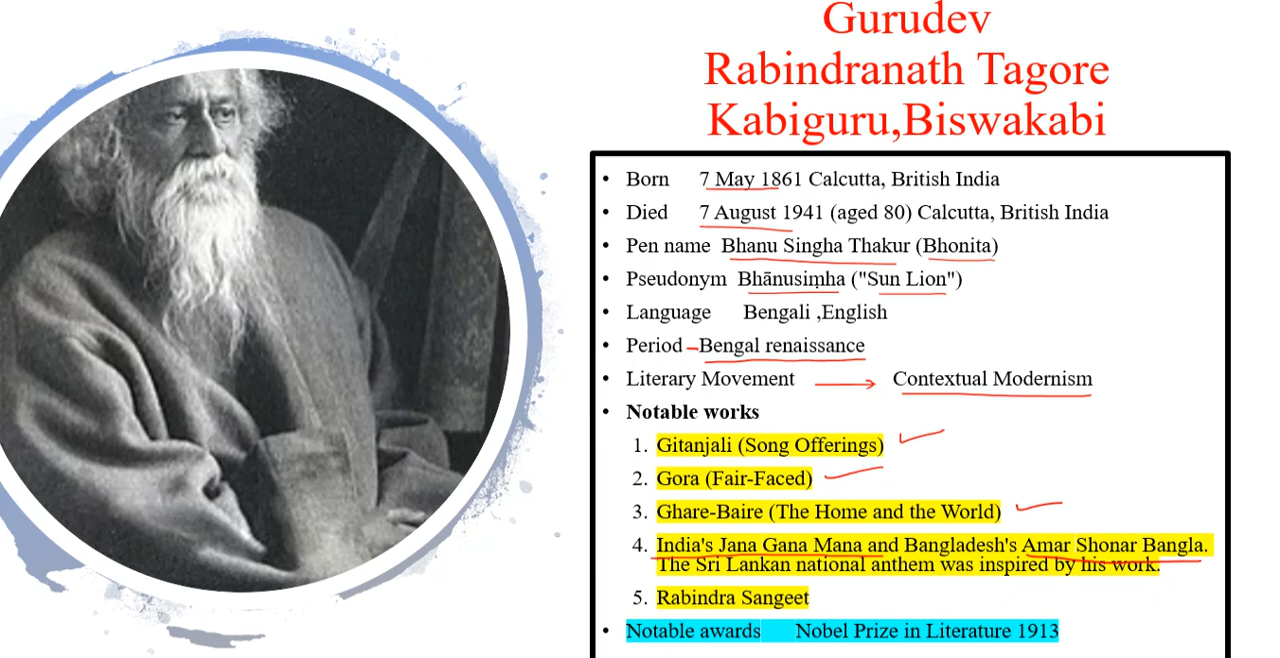 Gurudev
Rabindranath Tagore
Kabiguru,Biswakabi
• Born 7 May 1861 Calcutta, British India
• Died 7 August 1941 (aged 80) Calcutta, British India
• Pen name Bhanu Singha Thakur (Bhonita)
• Pseudonym Bhānusiṃha ("Sun Lion")
• Language Bengali ,English
• Period –Bengal renaissance
• Literary Movement → Contextual Modernism
• Notable works
1. Gitanjali (Song Offerings)
2. Gora (Fair-Faced)
3. Ghare-Baire (The Home and the World)
4. India's Jana Gana Mana and Bangladesh's Amar Shonar Bangla.
The Sri Lankan national anthem was inspired by his work.
5. Rabindra Sangeet
• Notable awards Nobel Prize in Literature 1913